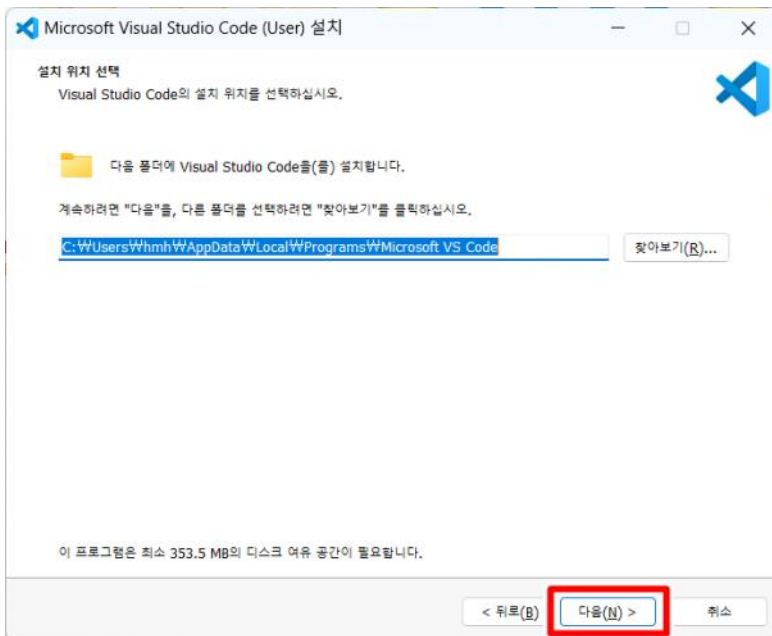 Microsoft Visual Studio Code (User) 설치
설치 위치 선택
Visual Studio Code의 설치 위치를 선택하십시오.
다음 폴더에 Visual Studio Code을(를) 설치합니다.
계속하려면 "다음"을, 다른 폴더를 선택하려면 "찾아보기"를 클릭하십시오.
C:₩Users₩hmh₩AppData₩Local₩Programs₩Microsoft VS Code
찾아보기(R)...
이 프로그램은 최소 353.5 MB의 디스크 여유 공간이 필요합니다.
< 뒤로(B) 다음(N) > 취소